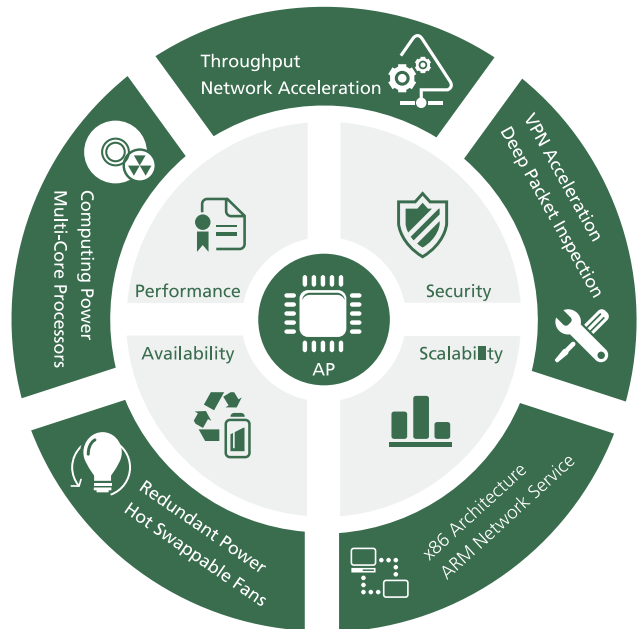 Throughput
Network Acceleration
VPN Acceleration
Deep Packet Inspection
Computing Power
Multi-Core Processors
Performance
Security
AP
Availability
Scalability
Redundant Power
Hot Swappable Fans
x86 Architecture
ARM Network Service